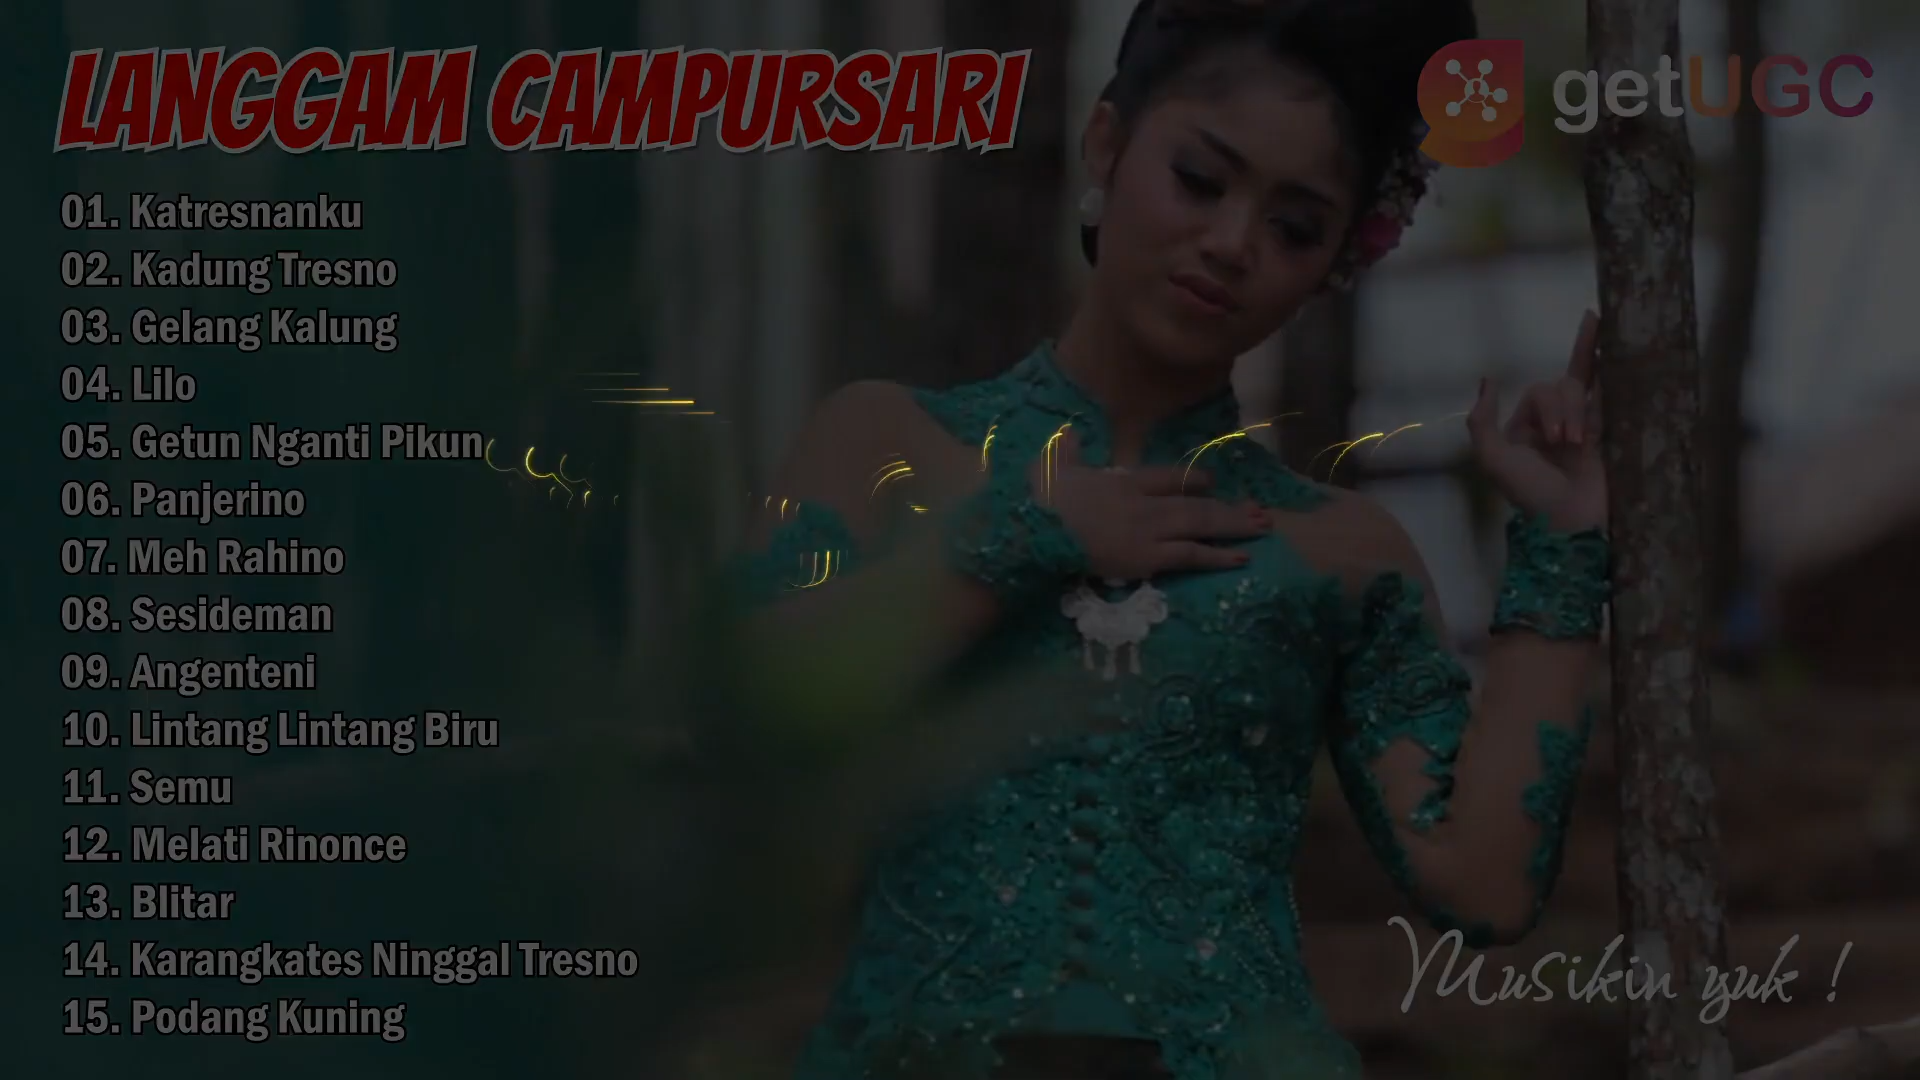 LANGGAM CAMPURSARI
getUGC
01. Katresnanku
02. Kadung Tresno
03. Gelang Kalung
04. Lilo
05. Getun Nganti Pikun
06. Panjerino
07. Meh Rahino
08. Sesideman
09. Angenteni
10. Lintang Lintang Biru
11. Semu
12. Melati Rinonce
13. Blitar
14. Karangkates Ninggal Tresno
15. Podang Kuning
Musikin yuk !